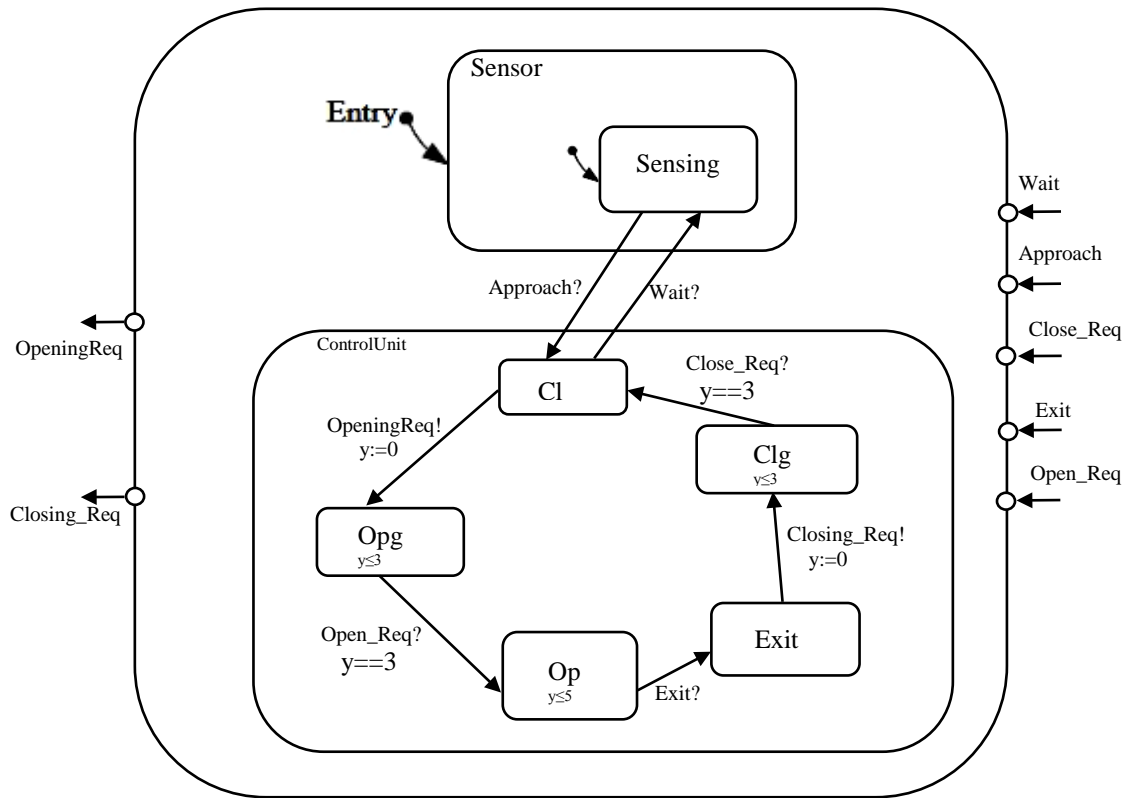 Sensor
Entry
Sensing
Wait
Approach
Approach?
Wait?
OpeningReq
ControlUnit
Close_Req
Close_Req?
y==3
Cl
OpeningReq!
y:=0
Exit
Clg
y≤3
Open_Req
Closing_Req
Opg
y≤3
Closing_Req!
y:=0
Open_Req?
y==3
Exit
Op
y≤5
Exit?